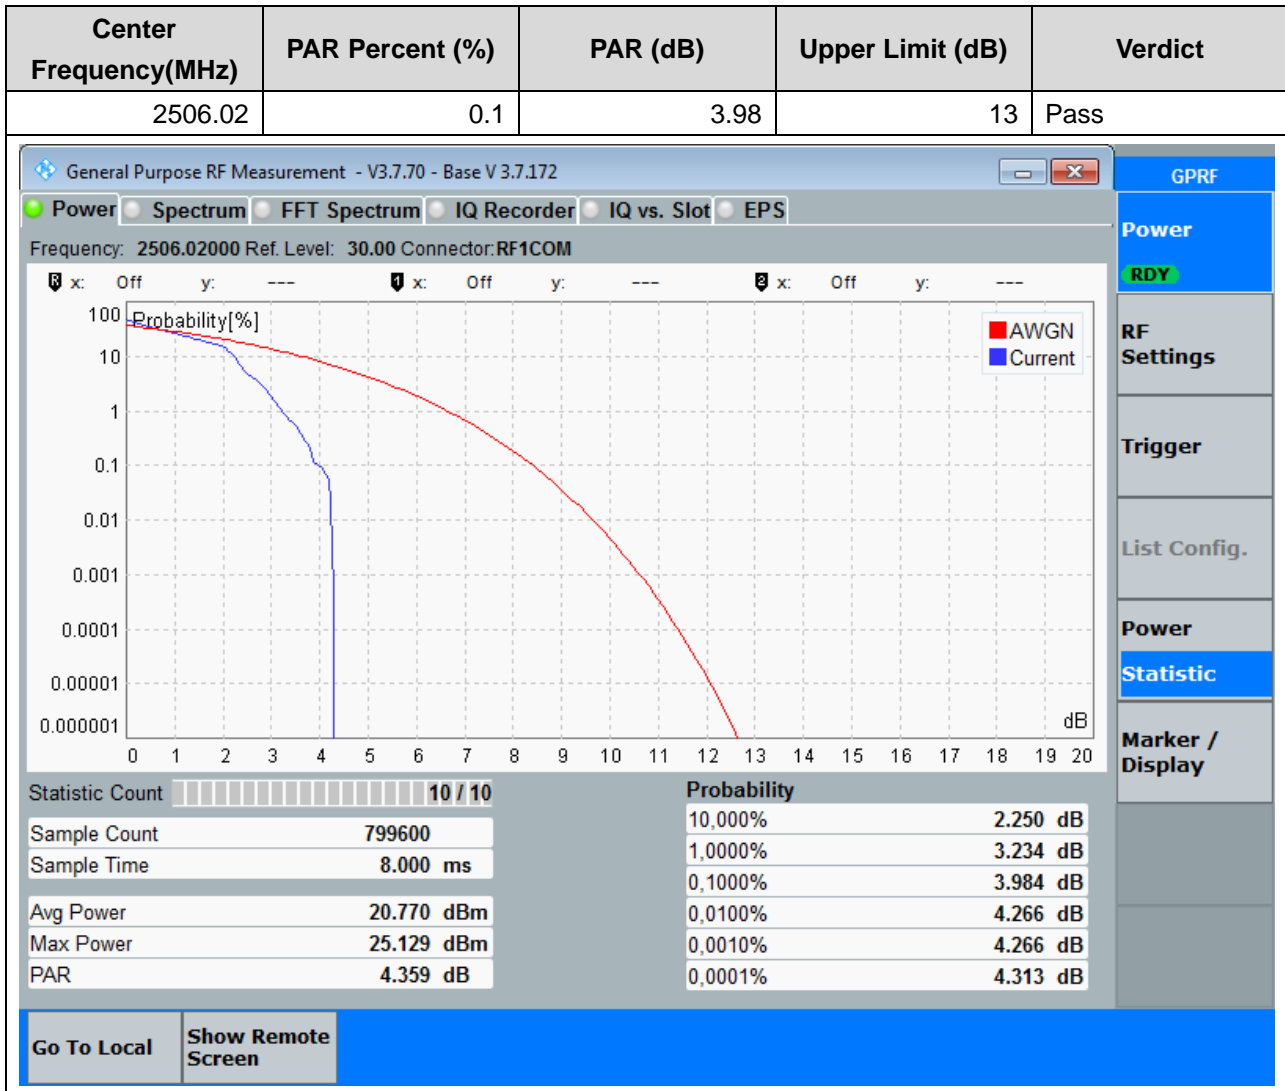 Center Frequency(MHz) PAR Percent (%) PAR (dB) Upper Limit (dB) Verdict
2506.02 0.1 3.98 13 Pass
General Purpose RF Measurement - V3.7.70 - Base V 3.7.172
GPRF
Power Spectrum FFT Spectrum IQ Recorder IQ vs. Slot EPS
Frequency: 2506.02000 Ref. Level: 30.00 Connector:RF1COM
R x: Off y: --- 1 x: Off y: --- 2 x: Off y: ---
Probability[%]
AWGN
Current
100
10
1
0.1
0.01
0.001
0.0001
0.00001
0.000001
dB
0 1 2 3 4 5 6 7 8 9 10 11 12 13 14 15 16 17 18 19 20
Statistic Count 10 / 10
Sample Count 799600
Sample Time 8.000 ms
Avg Power 20.770 dBm
Max Power 25.129 dBm
PAR 4.359 dB
Probability
10,000% 2.250 dB
1,0000% 3.234 dB
0,1000% 3.984 dB
0,0100% 4.266 dB
0,0010% 4.266 dB
0,0001% 4.313 dB
Power
RDY
RF
Settings
Trigger
List Config.
Power
Statistic
Marker /
Display
Go To Local
Show Remote
Screen